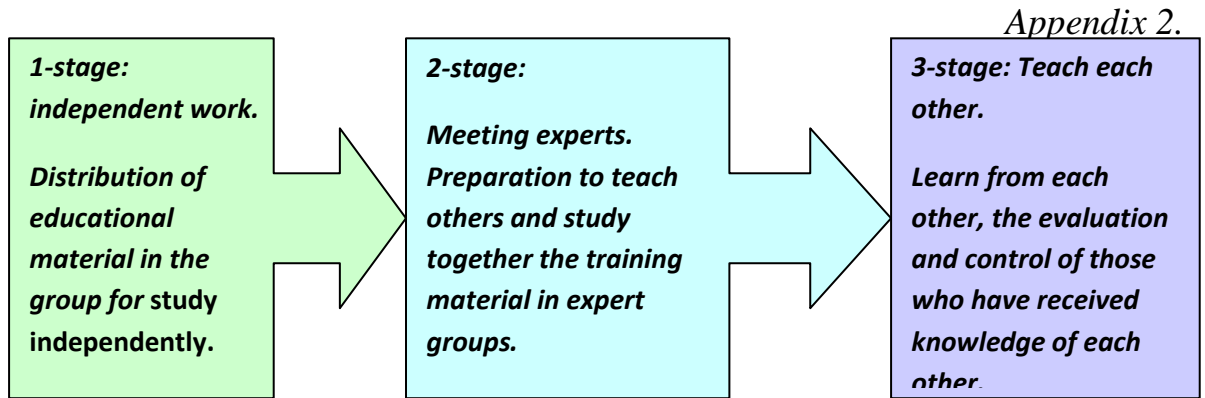 Appendix 2.
1-stage:
independent work.
Distribution of
educational
material in the
group for study
independently.
2-stage:
Meeting experts.
Preparation to teach
others and study
together the training
material in expert
groups.
3-stage: Teach each
other.
Learn from each
other, the evaluation
and control of those
who have received
knowledge of each
other.